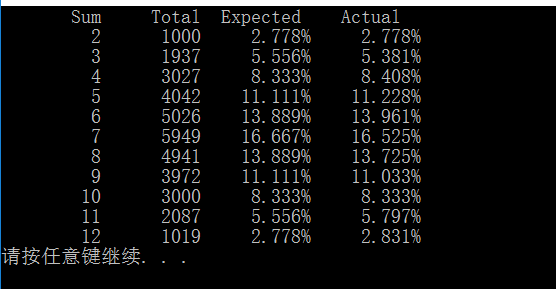 Sum Total Expected Actual
2 1000 2.778% 2.778%
3 1937 5.556% 5.381%
4 3027 8.333% 8.408%
5 4042 11.111% 11.228%
6 5026 13.889% 13.961%
7 5949 16.667% 16.525%
8 4941 13.889% 13.725%
9 3972 11.111% 11.033%
10 3000 8.333% 8.333%
11 2087 5.556% 5.797%
12 1019 2.778% 2.831%
请按任意键继续. . .